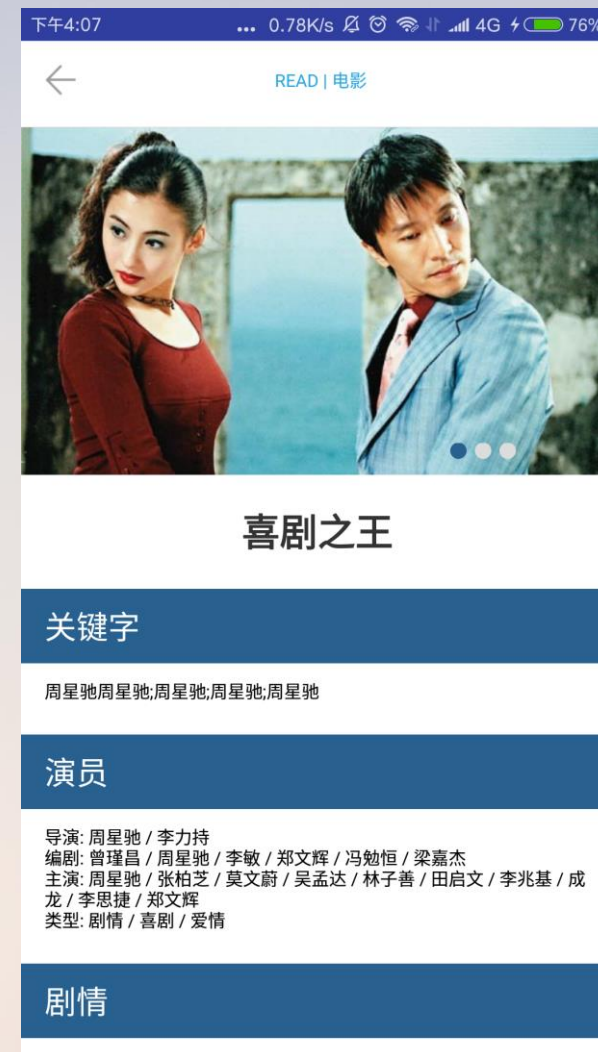 下午4:07 ... 0.78K/s 4G 76%
READ | 电影
喜剧之王
关键字
周星驰周星驰;周星驰;周星驰;周星驰
演员
导演: 周星驰 / 李力持
编剧: 曾瑾昌 / 周星驰 / 李敏 / 郑文辉 / 冯勉恒 / 梁嘉杰
主演: 周星驰 / 张柏芝 / 莫文蔚 / 吴孟达 / 林子善 / 田启文 / 李兆基 / 成
龙 / 李思捷 / 郑文辉
类型: 剧情 / 喜剧 / 爱情
剧情